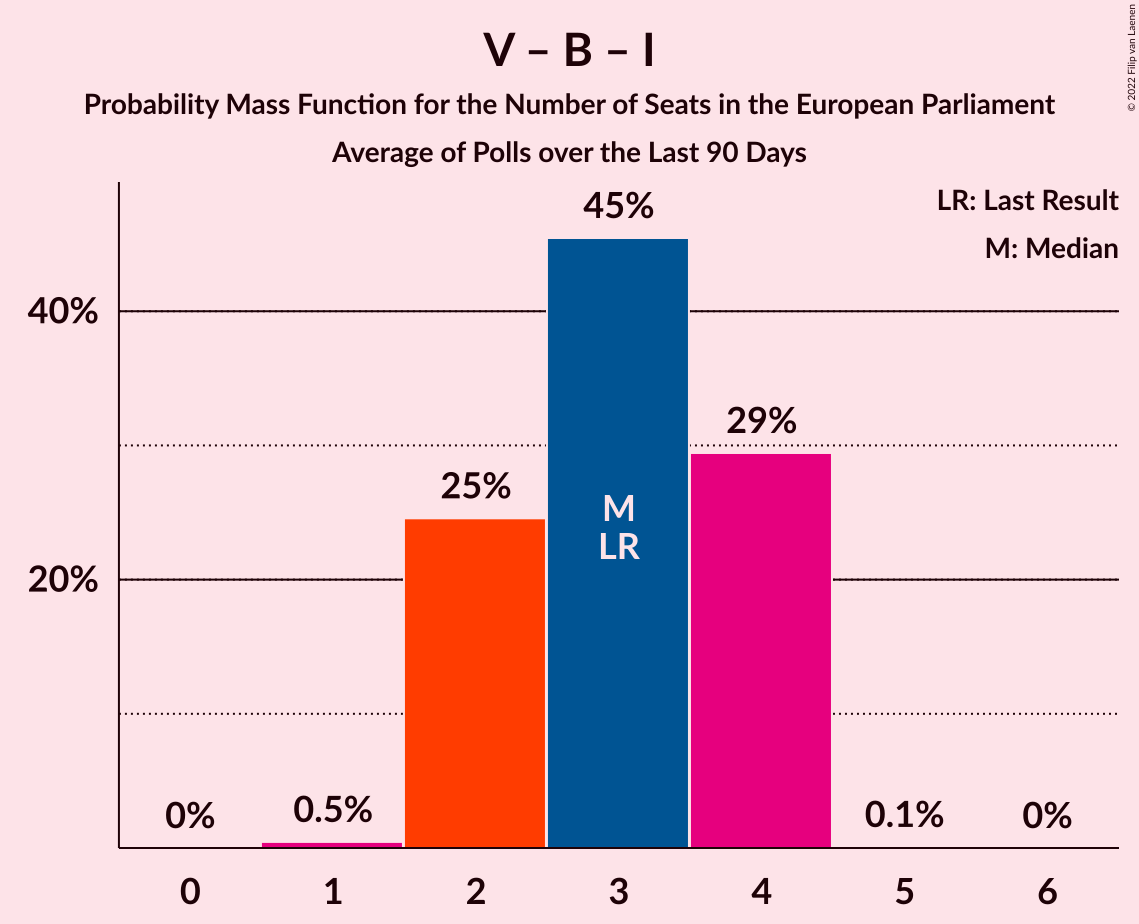 V – B – I
Probability Mass Function for the Number of Seats in the European Parliament
Average of Polls over the Last 90 Days
© 2022 Filip van Laenen
LR: Last Result
M: Median
45%
40%
29%
25%
M
LR
20%
0%
0.5%
0.1%
0%
0 1 2 3 4 5 6